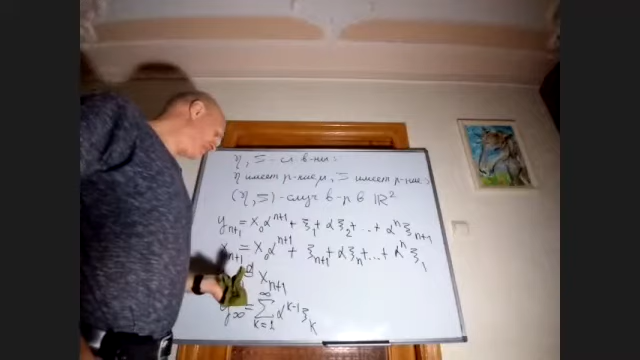 η, Ξ - сл. в-ны:
η имеет р-ние μ, Ξ имеет р-ние ν
(η, Ξ) - случ в-р в ℝ²
y_{n+1} = x_0 α^{n+1} + ξ_1 + α ξ_2 + ... + α^n ξ_{n+1}
x_{n+1} = x_0 α^{n+1} + ξ_{n+1} + α ξ_n + ... + α^n ξ_1
d = x_{n+1}
y_∞ = ∑_{k=1}^{∞} α^{k-1} ξ_k